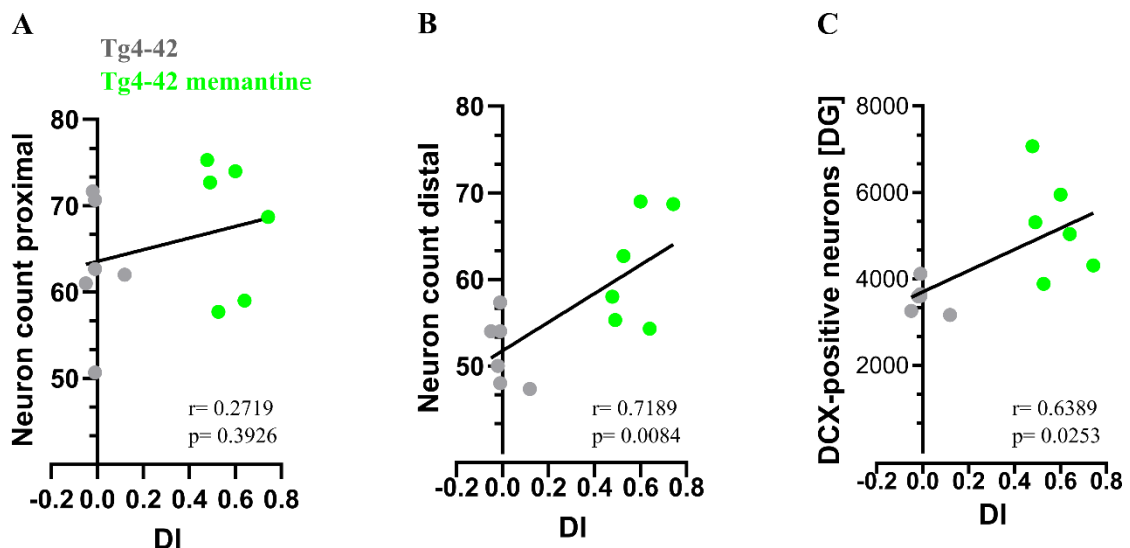 A
Tg4-42
Tg4-42 memantine
Neuron count proximal
80
70
60
50
r= 0.2719
p= 0.3926
-0.2 0.0 0.2 0.4 0.6 0.8
DI
B
Neuron count distal
80
70
60
50
r= 0.7189
p= 0.0084
-0.2 0.0 0.2 0.4 0.6 0.8
DI
C
DCX-positive neurons [DG]
8000
6000
4000
2000
r= 0.6389
p= 0.0253
-0.2 0.0 0.2 0.4 0.6 0.8
DI